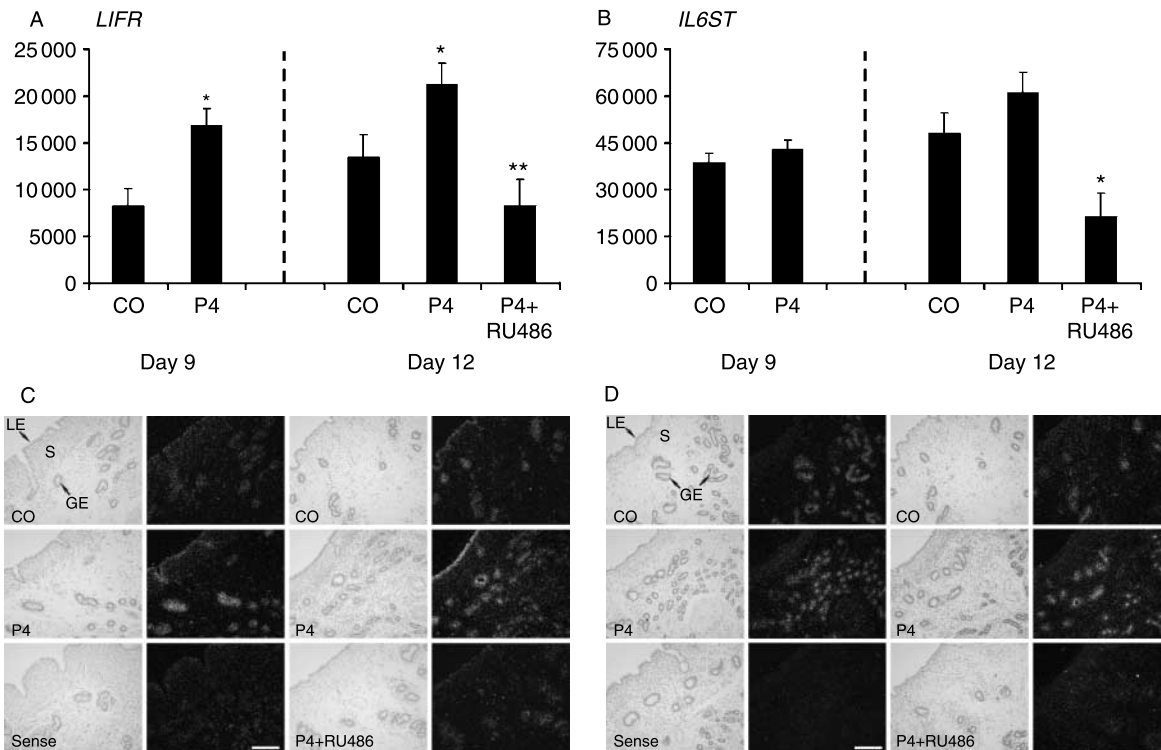 A LIFR
25 000
20 000
15 000
10 000
5000
0
*
*
**
CO P4 CO P4 P4+
RU486
Day 9 Day 12
B IL6ST
75 000
60 000
45 000
30 000
15 000
0
*
CO P4 CO P4 P4+
RU486
Day 9 Day 12
C
LE
S
GE
CO CO
P4 P4
Sense P4+RU486
D
LE
S
GE
CO CO
P4 P4
Sense P4+RU486